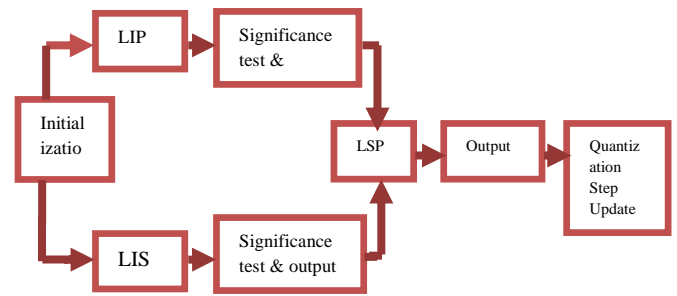 LIP
Significance
test &
Initial
izatio
LSP
Output
Quantiz
ation
Step
Update
LIS
Significance
test & output